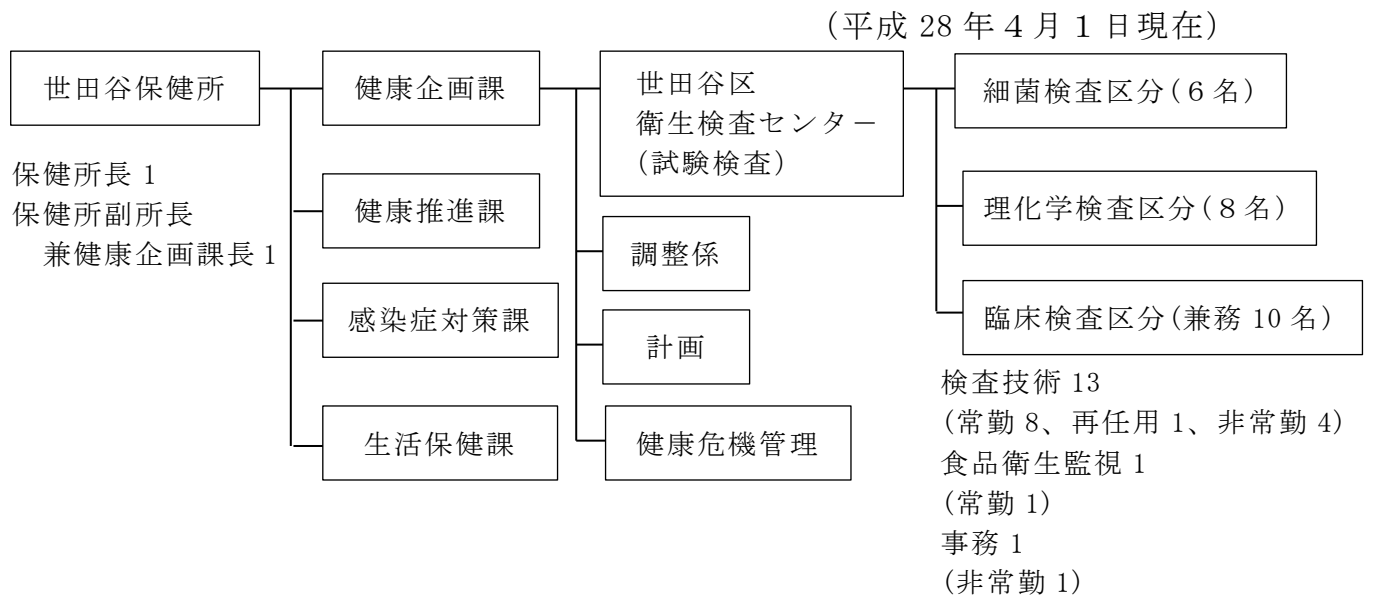 (平成 28 年４月１日現在)
世田谷保健所
保健所長 1
保健所副所長
兼健康企画課長 1
健康企画課
健康推進課
感染症対策課
生活保健課
世田谷区
衛生検査センタ－
(試験検査)
調整係
計画
健康危機管理
細菌検査区分(６名)
理化学検査区分(８名)
臨床検査区分(兼務 10 名)
検査技術 13
(常勤 8、再任用 1、非常勤 4)
食品衛生監視 1
(常勤 1)
事務 1
(非常勤 1)